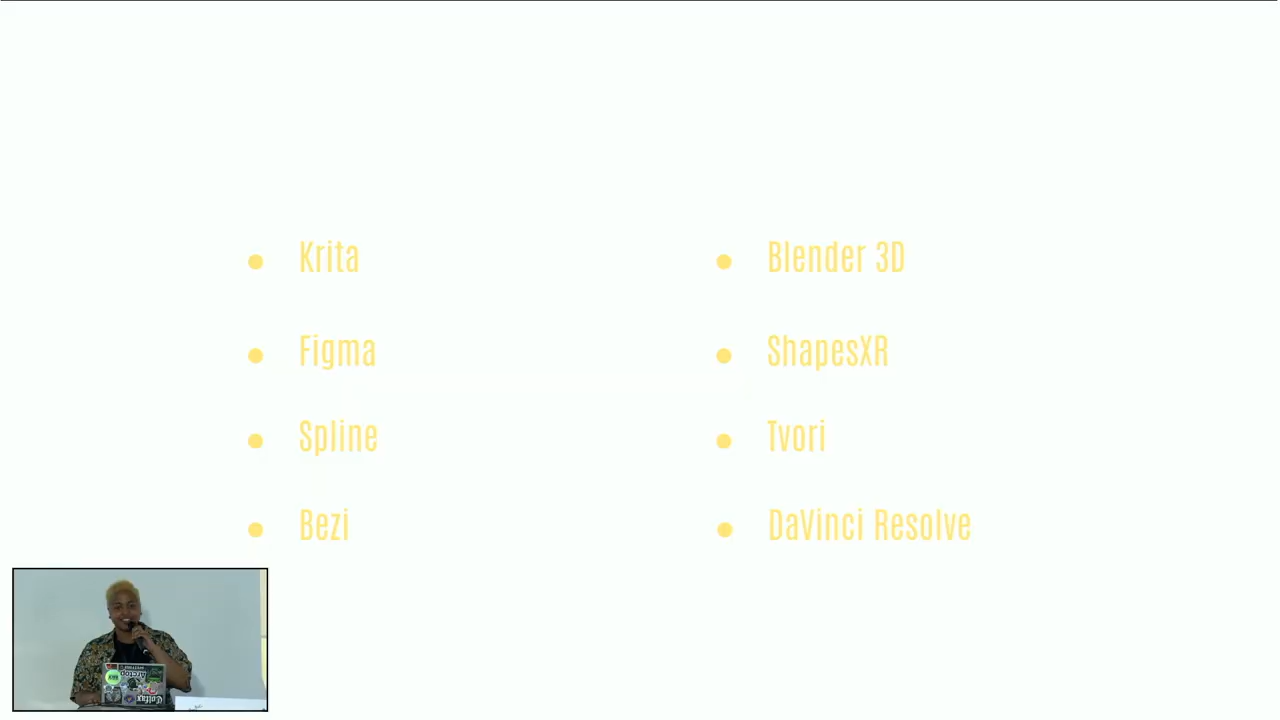 Krita
Figma
Spline
Bezi
Blender 3D
ShapesXR
Tvori
DaVinci Resolve